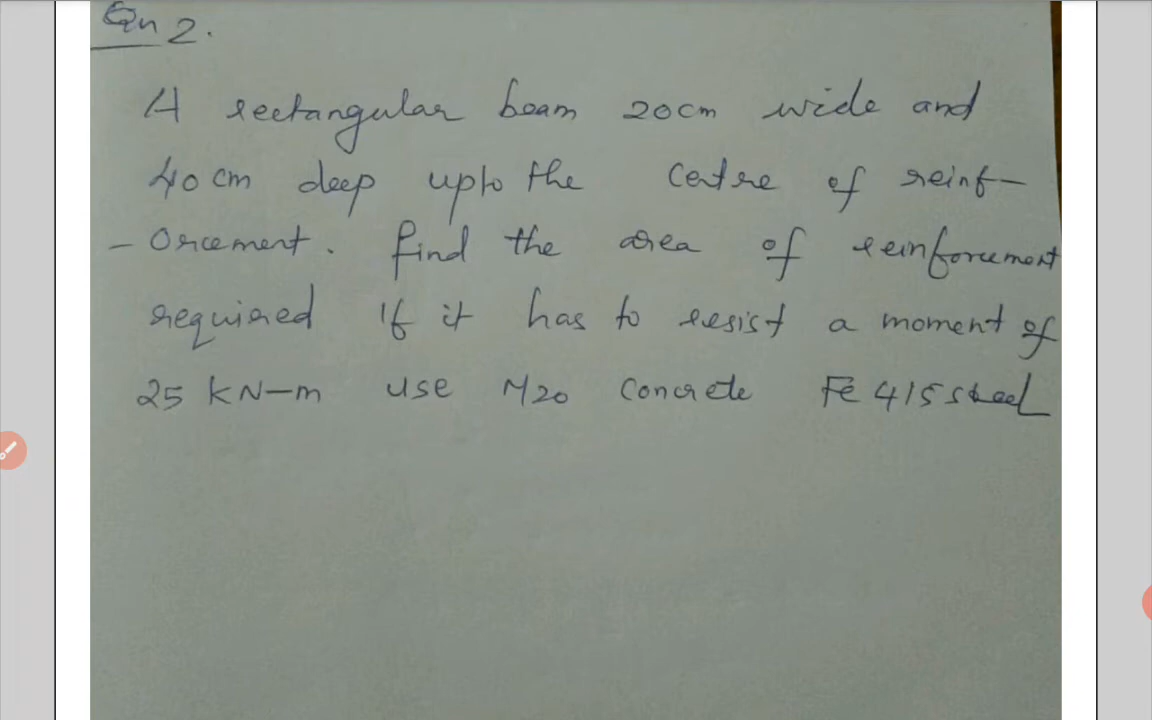 Qn 2.
A rectangular beam 20cm wide and
40 cm deep upto the centre of reinf-
- orcement. find the area of reinforcement
required if it has to resist a moment of
25 KN-m use M20 concrete Fe 415 steel